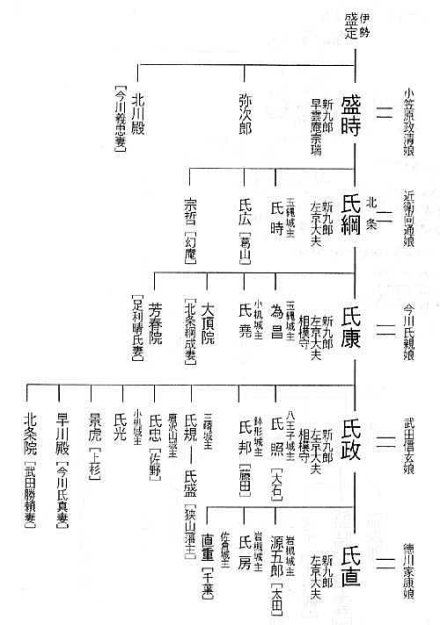 伊勢
盛定
小笠原政清娘
盛時
新九郎
早雲庵宗瑞
弥次郎
北川殿
[今川義忠妻]
近衛尚通娘
北条
氏綱
新九郎
左京大夫
玉縄城主
氏時
氏広[葛山]
宗哲[幻庵]
今川氏親娘
氏康
新九郎
左京大夫
相模守
玉縄城主
為昌
小机城主
氏尭
大頂院
[北条綱成妻]
芳春院
[足利晴氏妻]
武田信玄娘
氏政
新九郎
左京大夫
相模守
八王子城主
氏照[大石]
鉢形城主
氏邦[藤田]
三崎城主
氏規―氏盛[狭山藩主]
唐沢山城主
氏忠[佐野]
小机城主
氏光
景虎[上杉]
早川殿[今川氏真妻]
北条院[武田勝頼妻]
徳川家康娘
氏直
新九郎
左京大夫
岩槻城主
源五郎[太田]
岩槻城主
氏房
佐倉城主
直重[千葉]